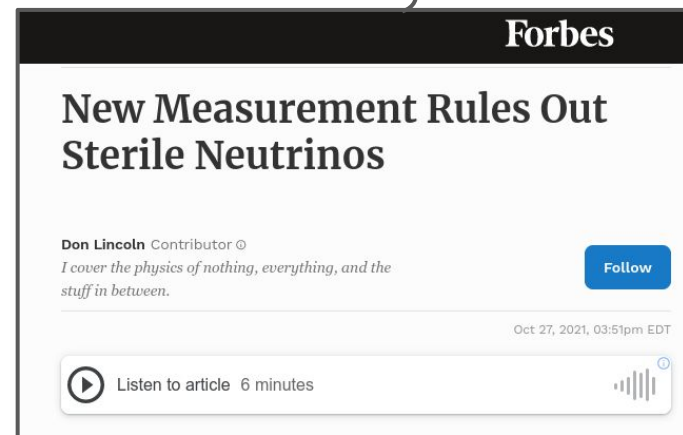 Forbes
New Measurement Rules Out
Sterile Neutrinos
Don Lincoln Contributor
I cover the physics of nothing, everything, and the
stuff in between.
Follow
Oct 27, 2021, 03:51pm EDT
Listen to article 6 minutes